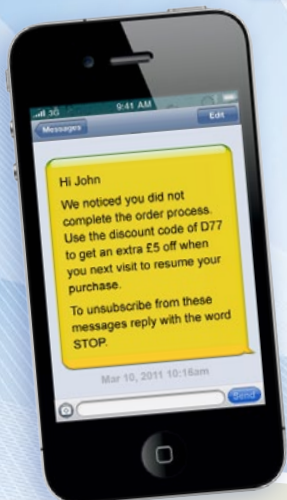 3G 9:41 AM
Messages Edit
Hi John
We noticed you did not
complete the order process.
Use the discount code of D77
to get an extra £5 off when
you next visit to resume your
purchase.
To unsubscribe from these
messages reply with the word
STOP.
Mar 10, 2011 10:16am
Send